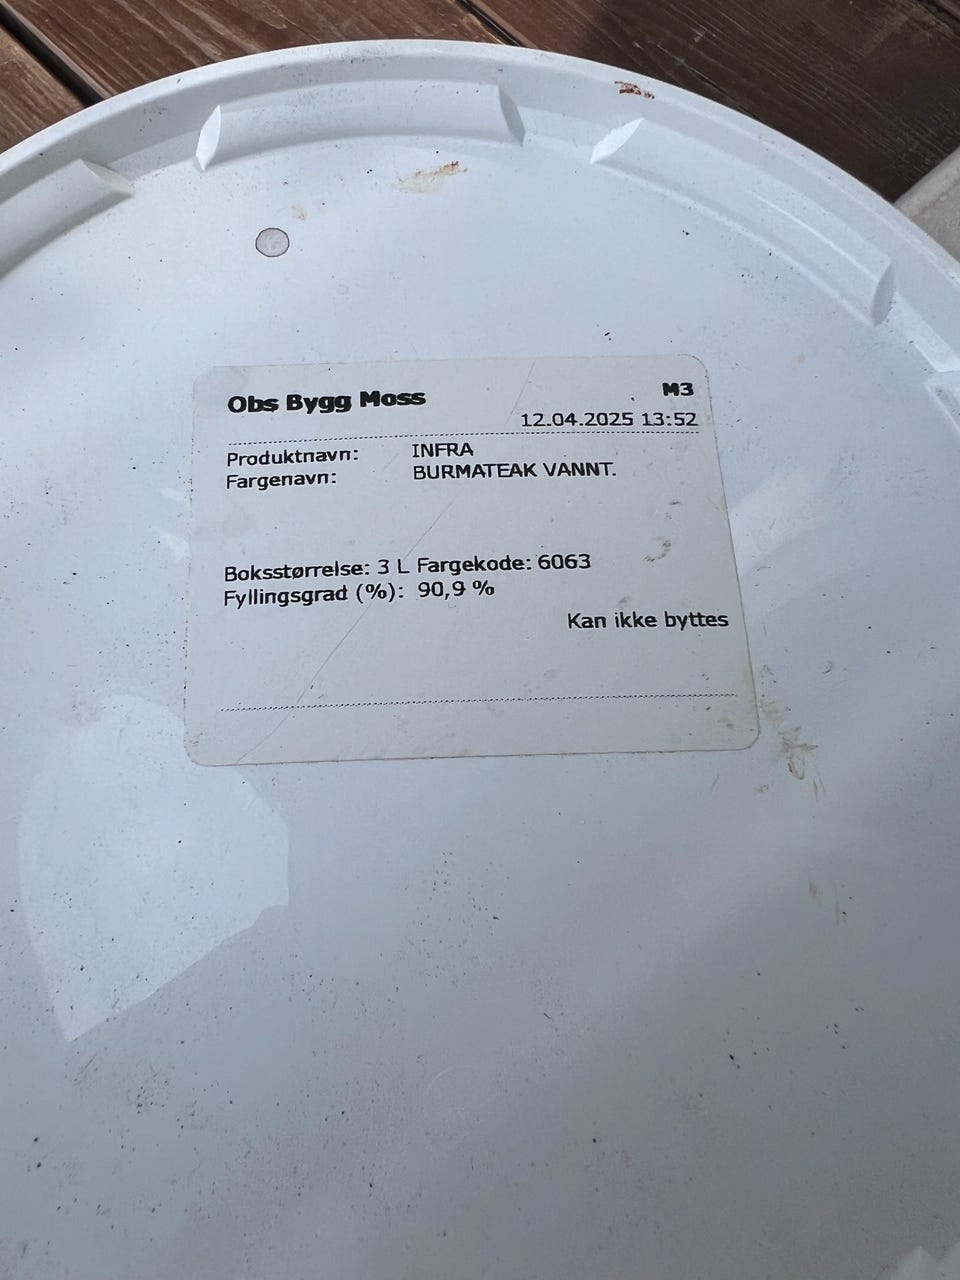 Obs Bygg Moss M3
12.04.2025 13:52
Produktnavn: INFRA
Fargenavn: BURMATEAK VANNT.
Boksstørrelse: 3 L Fargekode: 6063
Fyllingsgrad (%): 90,9 %
Kan ikke byttes